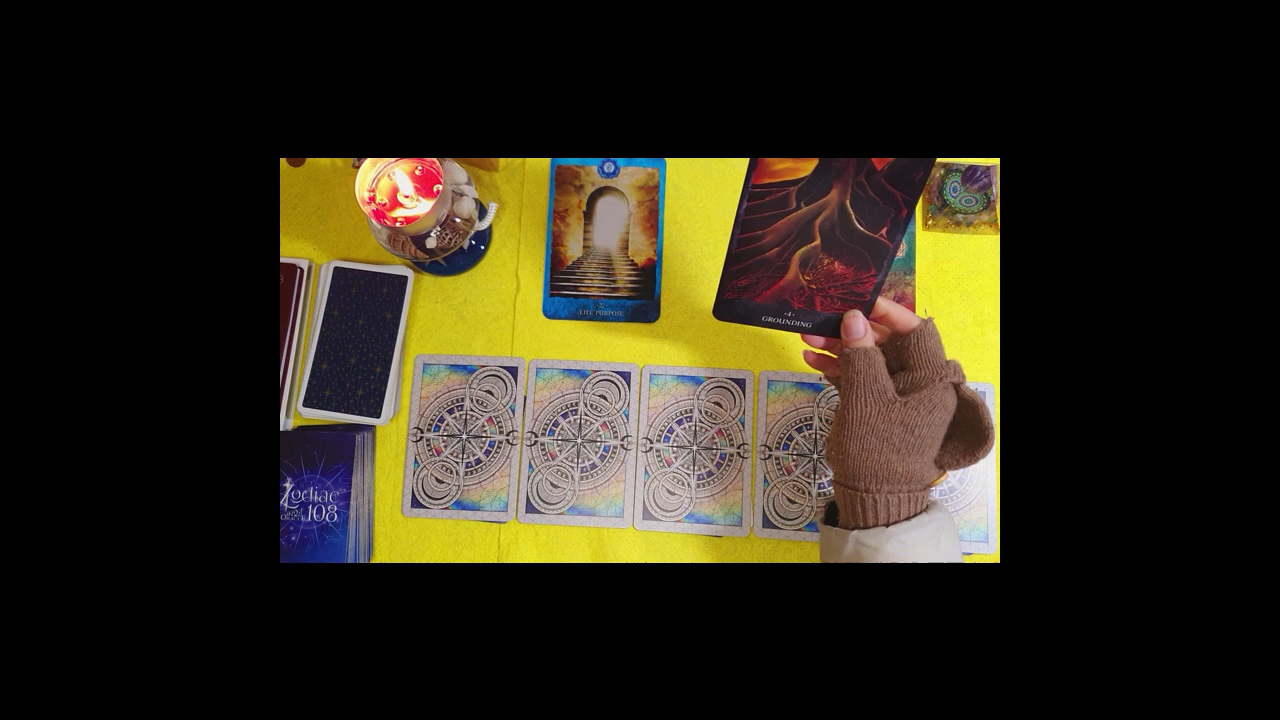 LIFE PURPOSE
•4•
GROUNDING
Zodiac
108